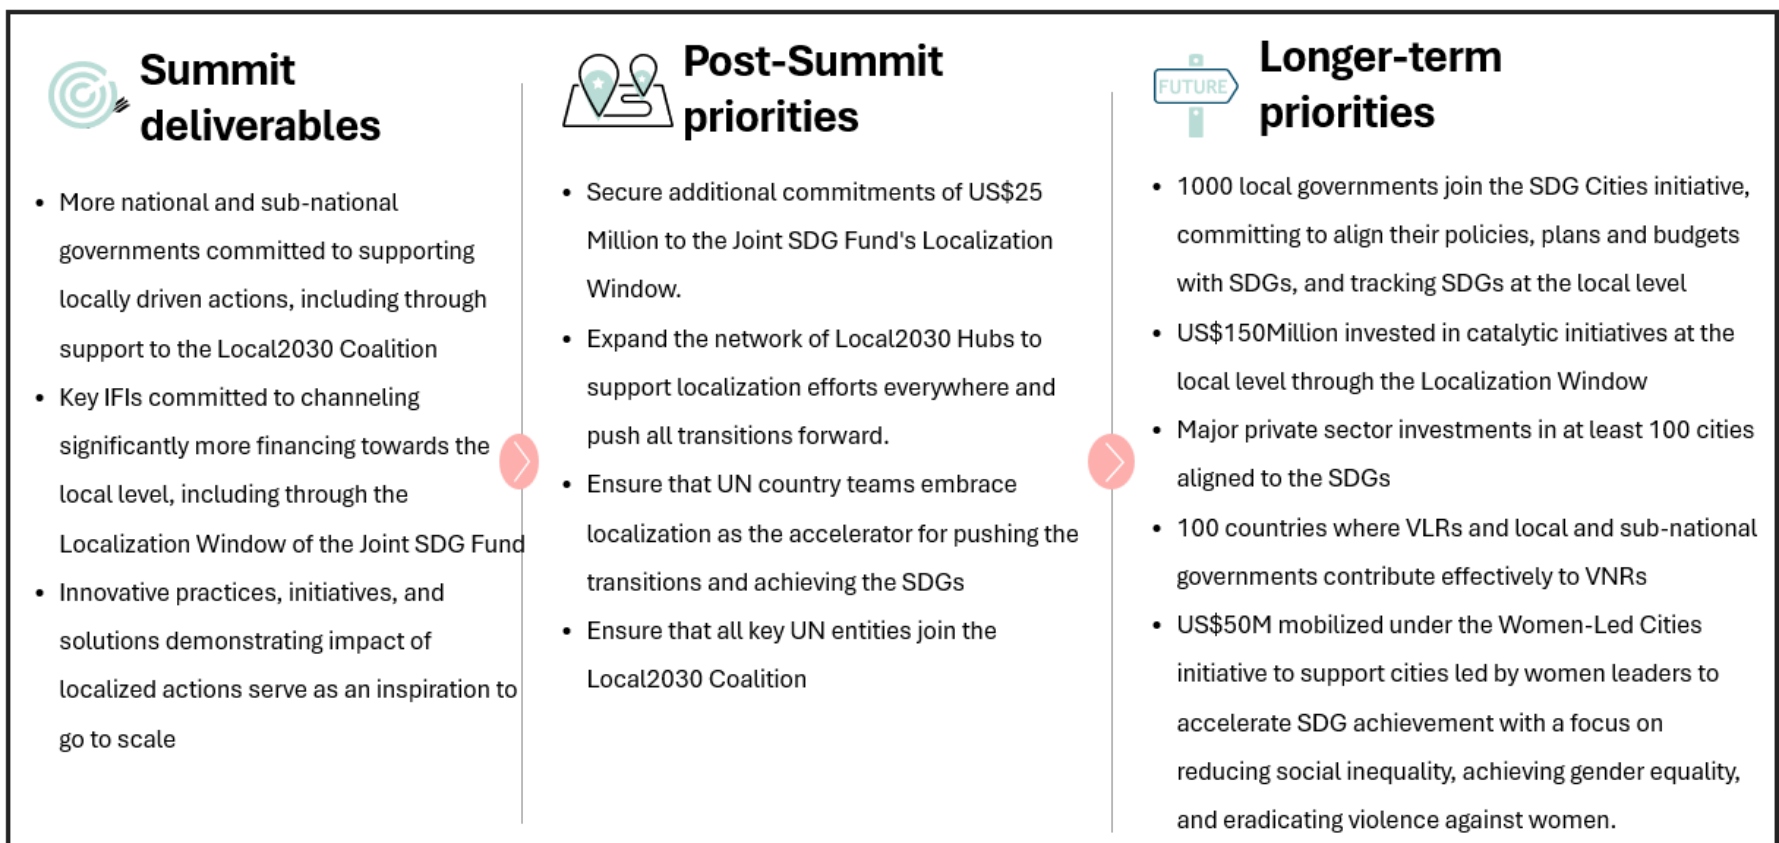 Summit
deliverables
• More national and sub-national
governments committed to supporting
locally driven actions, including through
support to the Local2030 Coalition
• Key IFIs committed to channeling
significantly more financing towards the
local level, including through the
Localization Window of the Joint SDG Fund
• Innovative practices, initiatives, and
solutions demonstrating impact of
localized actions serve as an inspiration to
go to scale
Post-Summit
priorities
• Secure additional commitments of US$25
Million to the Joint SDG Fund's Localization
Window.
• Expand the network of Local2030 Hubs to
support localization efforts everywhere and
push all transitions forward.
• Ensure that UN country teams embrace
localization as the accelerator for pushing the
transitions and achieving the SDGs
• Ensure that all key UN entities join the
Local2030 Coalition
FUTURE
Longer-term
priorities
• 1000 local governments join the SDG Cities initiative,
committing to align their policies, plans and budgets
with SDGs, and tracking SDGs at the local level
• US$150Million invested in catalytic initiatives at the
local level through the Localization Window
• Major private sector investments in at least 100 cities
aligned to the SDGs
• 100 countries where VLRs and local and sub-national
governments contribute effectively to VNRs
• US$50M mobilized under the Women-Led Cities
initiative to support cities led by women leaders to
accelerate SDG achievement with a focus on
reducing social inequality, achieving gender equality,
and eradicating violence against women.